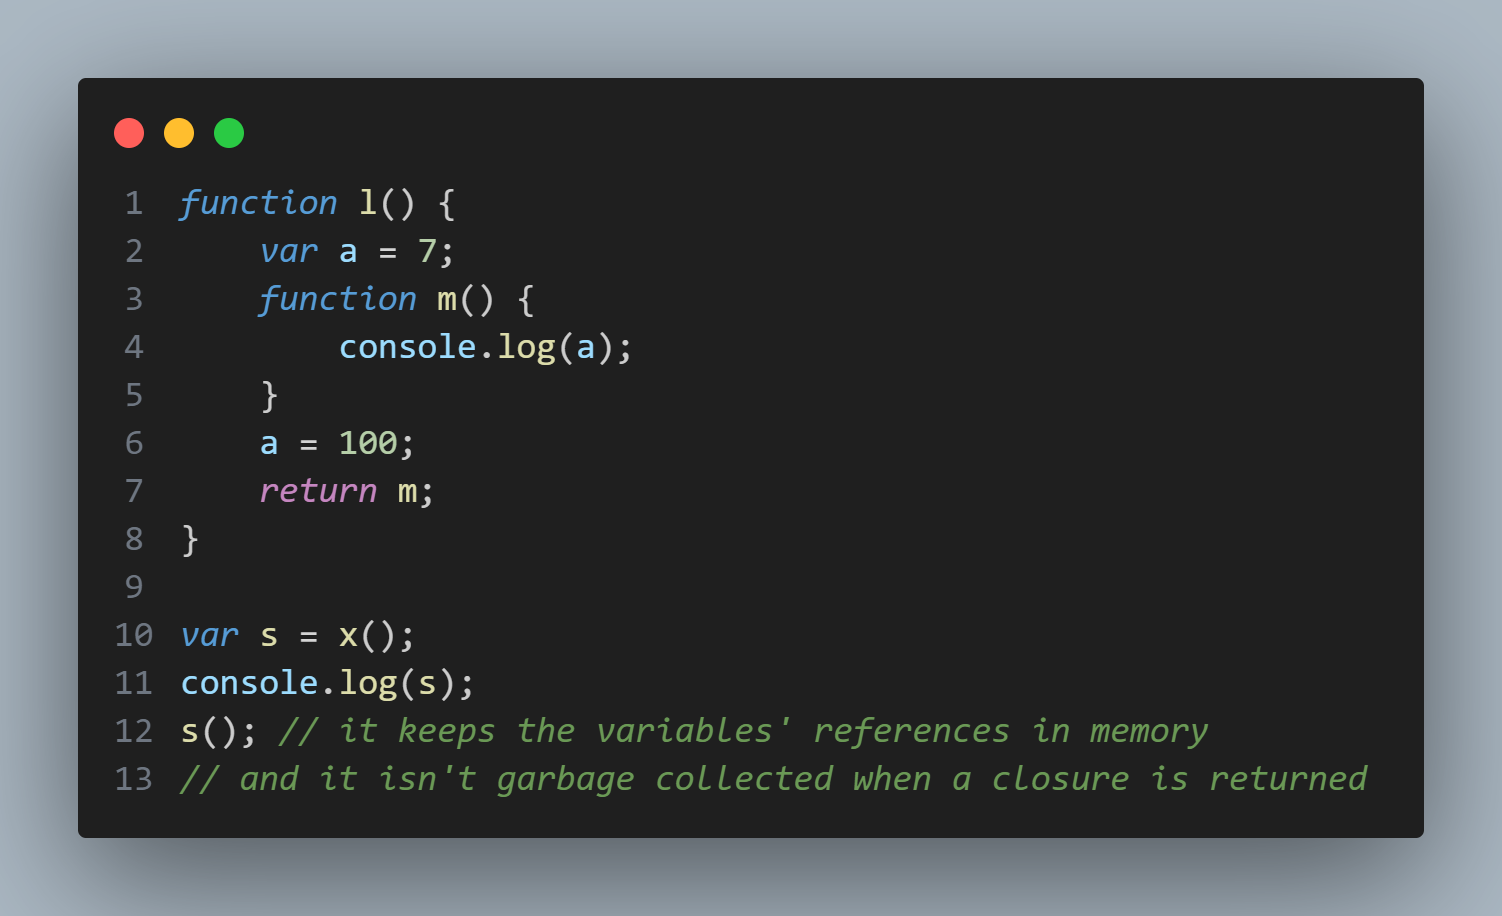 1 function l() {
2     var a = 7;
3     function m() {
4         console.log(a);
5     }
6     a = 100;
7     return m;
8 }
9
10 var s = x();
11 console.log(s);
12 s(); // it keeps the variables' references in memory
13 // and it isn't garbage collected when a closure is returned